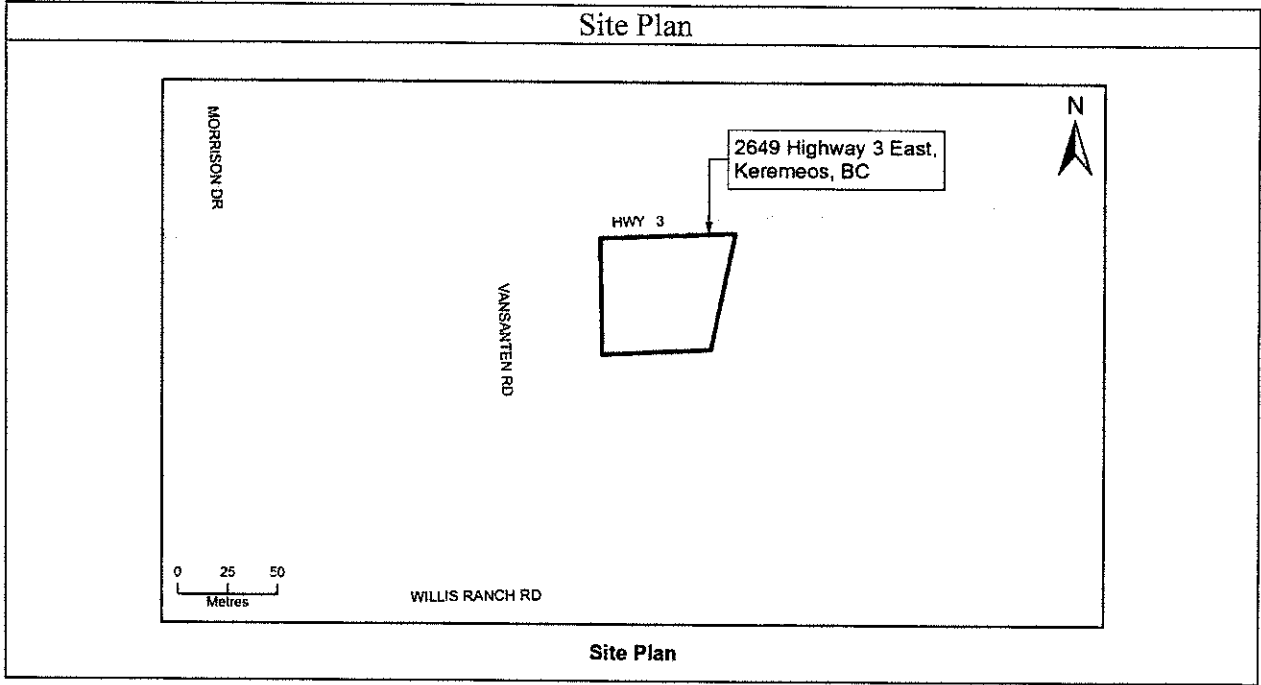 Site Plan
MORRISON DR
N
2649 Highway 3 East,
Keremeos, BC
HWY 3
VANSANTEN RD
0 25 50
Metres
WILLIS RANCH RD
Site Plan